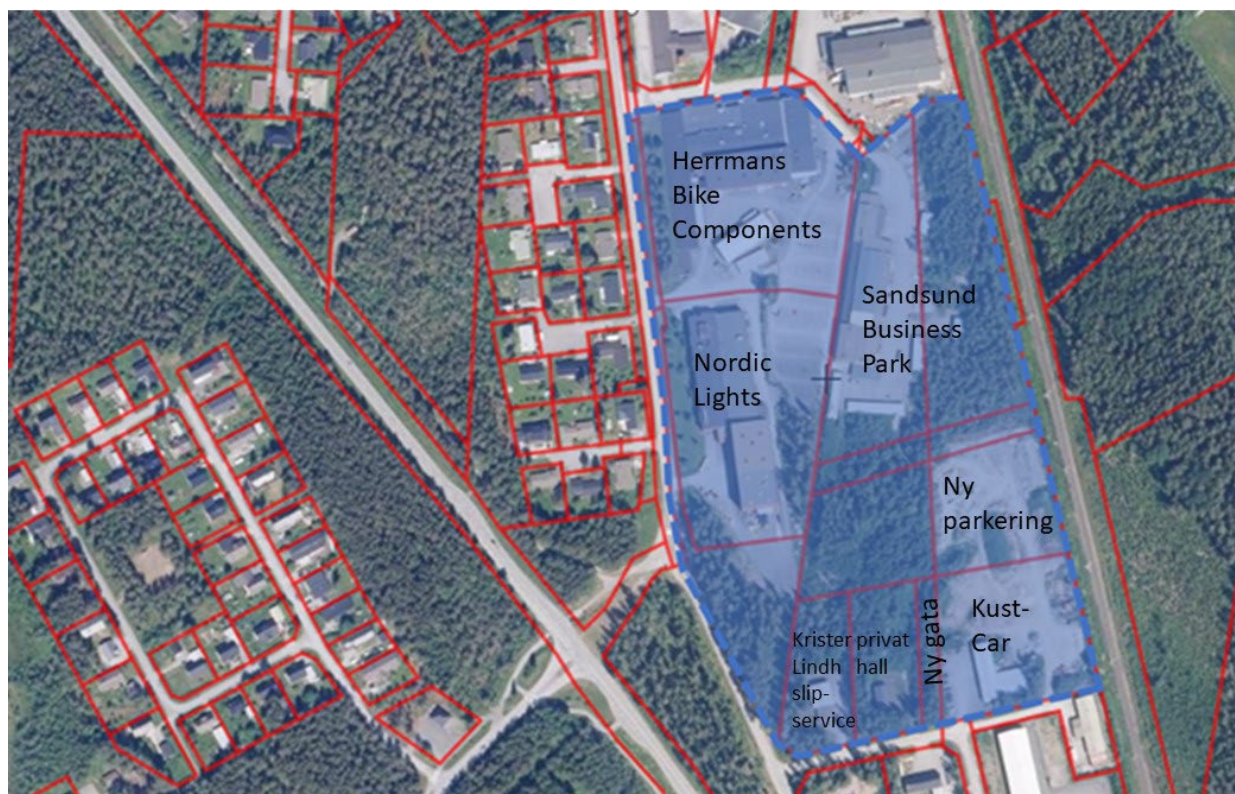 Herrmans
Bike
Components
Sandsund
Business
Park
Nordic
Lights
Ny
parkering
Kust-
Car
Ny gata
Krister
Lindh
slip-
service
privat
hall